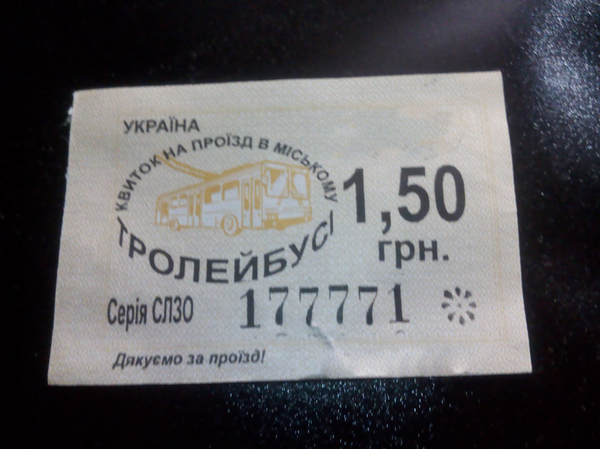 УКРАЇНА
КВИТОК НА ПРОЇЗД В МІСЬКОМУ
ТРОЛЕЙБУСІ
1,50
грн.
Серія СЛЗО 177771
Дякуємо за проїзд!